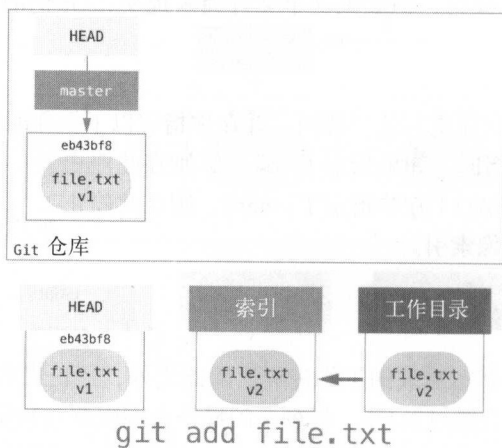 HEAD
master
eb43bf8
file.txt
v1
Git 仓库
HEAD
索引
工作目录
eb43bf8
file.txt
v1
file.txt
v2
file.txt
v2
git add file.txt